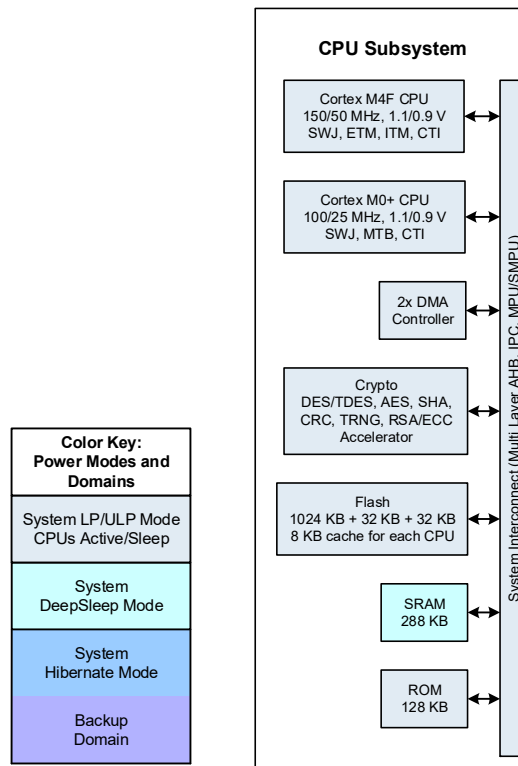 CPU Subsystem
Cortex M4F CPU
150/50 MHz, 1.1/0.9 V
SWJ, ETM, ITM, CTI
Cortex M0+ CPU
100/25 MHz, 1.1/0.9 V
SWJ, MTB, CTI
2x DMA
Controller
Crypto
DES/TDES, AES, SHA,
CRC, TRNG, RSA/ECC
Accelerator
Flash
1024 KB + 32 KB + 32 KB
8 KB cache for each CPU
SRAM
288 KB
ROM
128 KB
System Interconnect (Multi Layer AHB, IPC, MPU/SMPU)
Color Key:
Power Modes and
Domains
System LP/ULP Mode
CPUs Active/Sleep
System
DeepSleep Mode
System
Hibernate Mode
Backup
Domain